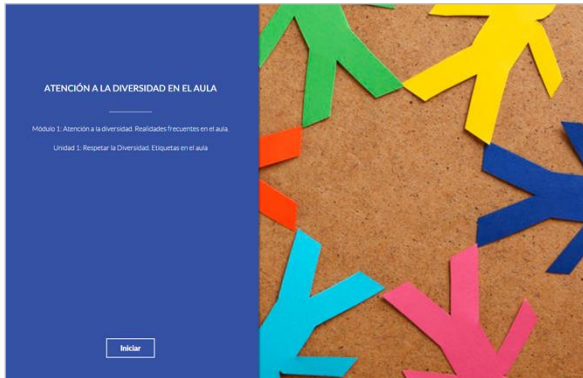 ATENCIÓN A LA DIVERSIDAD EN EL AULA
Módulo 1: Atención a la diversidad. Realidades frecuentes en el aula
Unidad 1: Respetar la Diversidad. Etiquetas en el aula
Iniciar